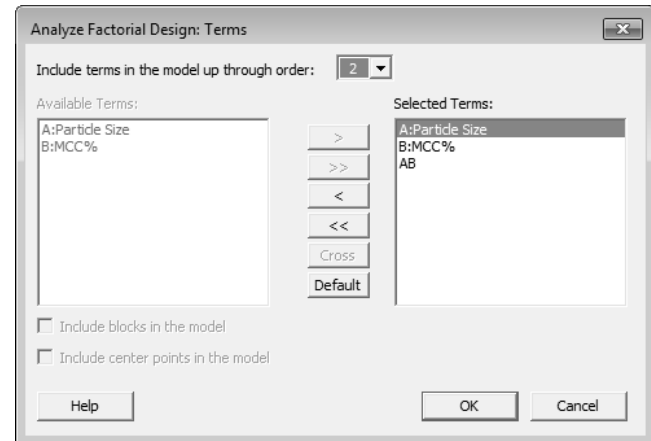 Analyze Factorial Design: Terms
Include terms in the model up through order: 2
Available Terms:
A:Particle Size
B:MCC%
>
>>
<
<<
Cross
Default
Selected Terms:
A:Particle Size
B:MCC%
AB
Include blocks in the model
Include center points in the model
Help
OK
Cancel